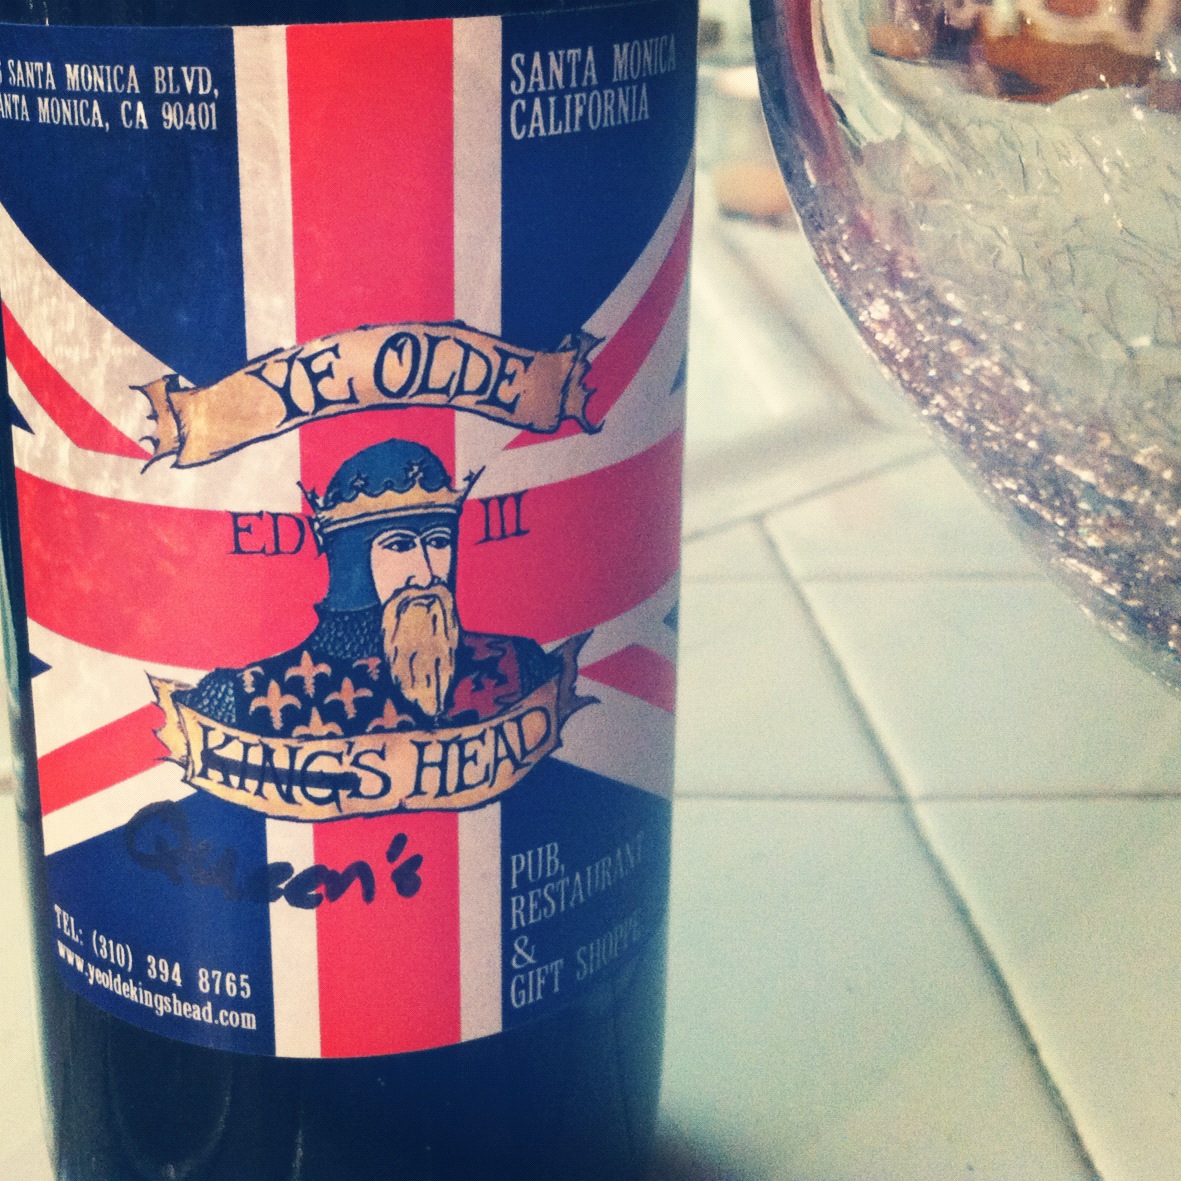 SANTA MONICA BLVD,
SANTA MONICA, CA 90401
SANTA MONICA
CALIFORNIA
YE OLDE
ED III
KING'S HEAD
Queen's
TEL: (310) 394 8765
www.yeoldekingshead.com
PUB,
RESTAURANT
&
GIFT SHOPPE